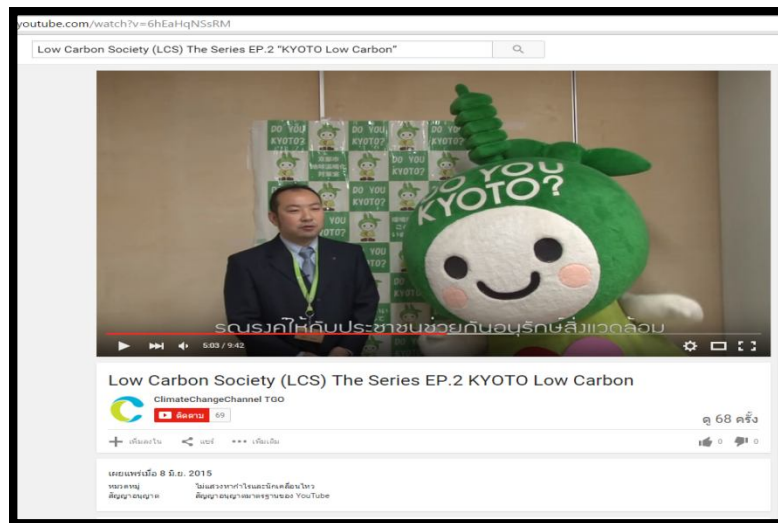 youtube.com/watch?v=6hEaHqNSsRM
Low Carbon Society (LCS) The Series EP.2 "KYOTO Low Carbon"
DO YOU KYOTO?
DO YOU
KYOTO?
รณรงค์ให้กับประชาชนช่วยกันอนุรักษ์สิ่งแวดล้อม
5:03 / 9:42
Low Carbon Society (LCS) The Series EP.2 KYOTO Low Carbon
ClimateChangeChannel TGO
ติดตาม 69
ดู 68 ครั้ง
เพิ่มลงใน แชร์ เพิ่มเติม 0 0
เผยแพร่เมื่อ 8 มิ.ย. 2015
หมวดหมู่ ไม่แสวงหากำไรและนักเคลื่อนไหว
สัญญาอนุญาต สัญญาอนุญาตมาตรฐานของ YouTube